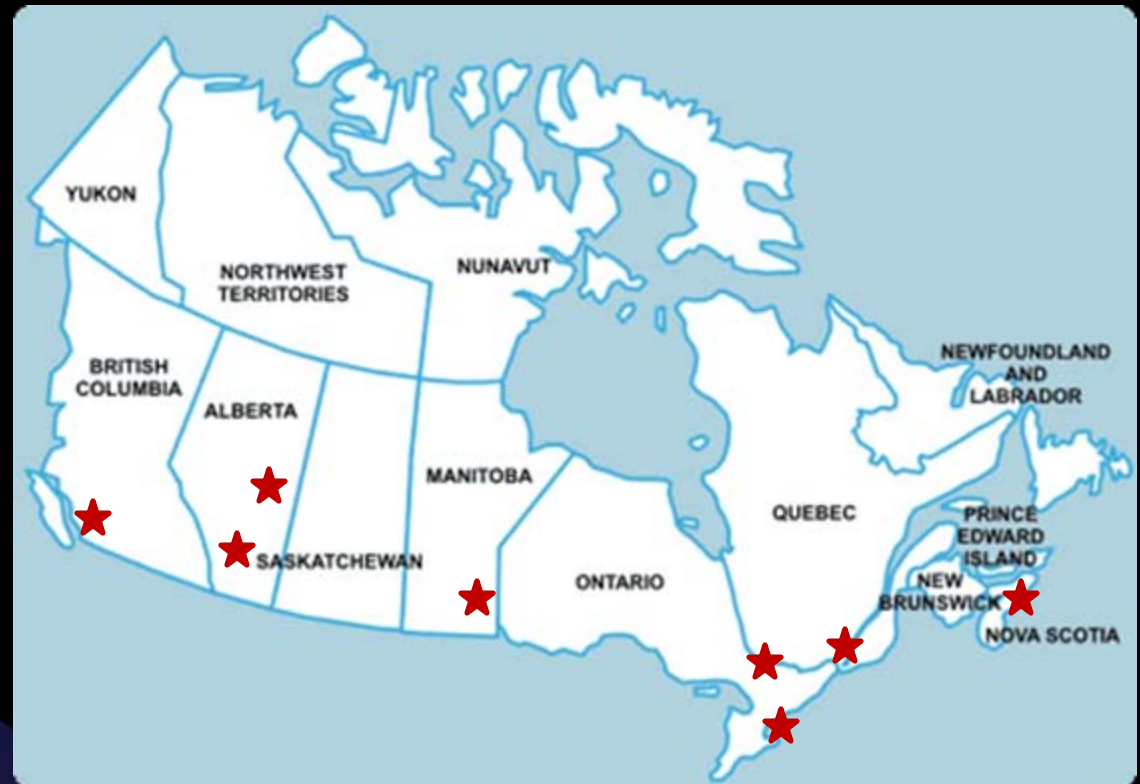 YUKON
NORTHWEST
TERRITORIES
NUNAVUT
BRITISH
COLUMBIA
ALBERTA
SASKATCHEWAN
MANITOBA
ONTARIO
QUEBEC
NEWFOUNDLAND
AND
LABRADOR
PRINCE
EDWARD
ISLAND
NEW
BRUNSWICK
NOVA SCOTIA